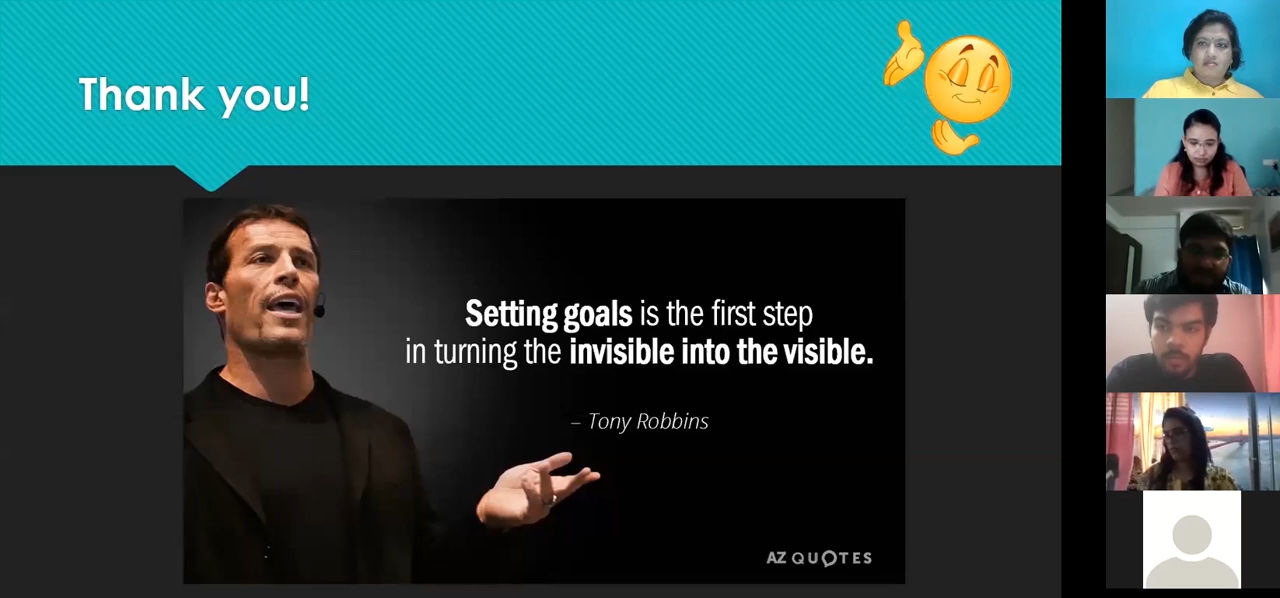 Thank you!
Setting goals is the first step
in turning the invisible into the visible.
– Tony Robbins
AZ QUOTES